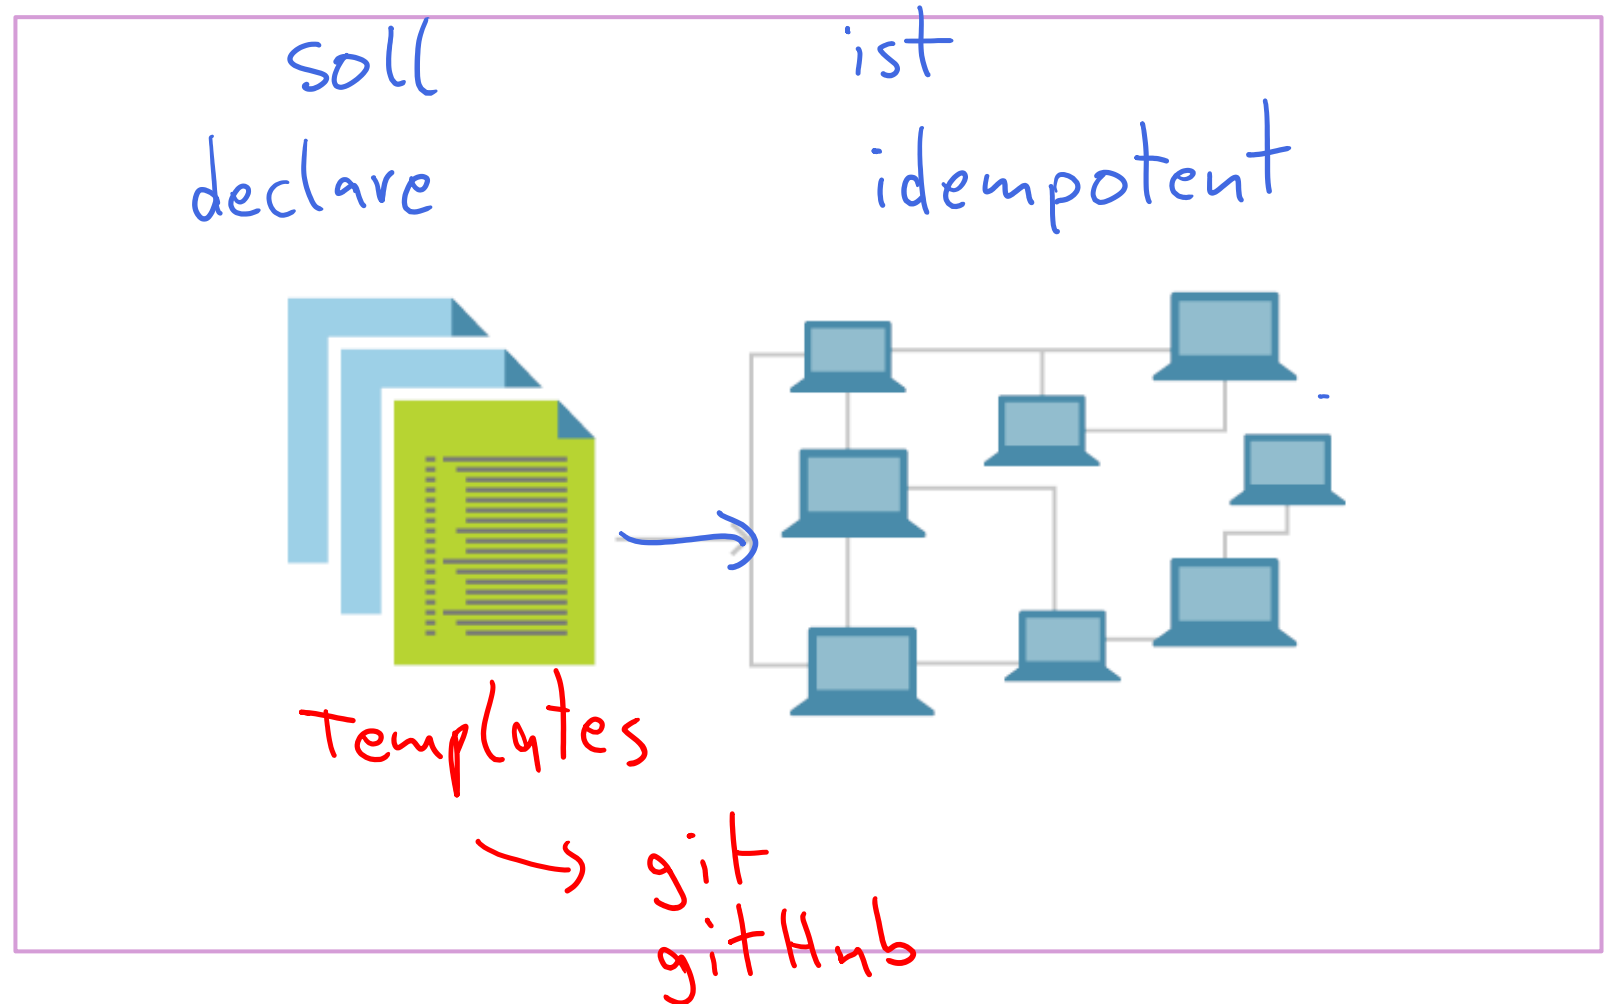 soll
ist
declare
idempotent
Templates
git
gitHub